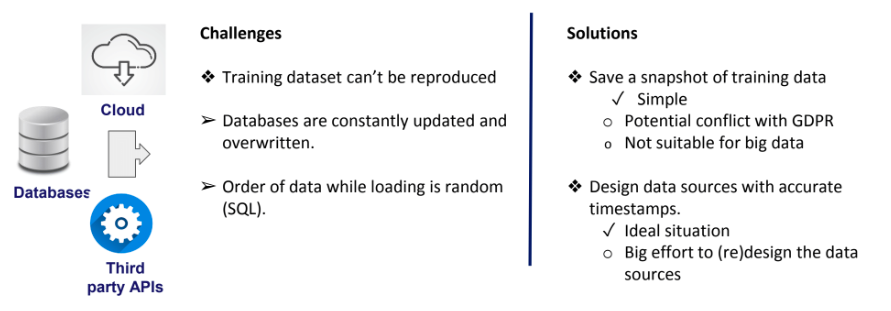 Cloud
Databases
Third
party APIs
Challenges
❖ Training dataset can’t be reproduced
➢ Databases are constantly updated and
overwritten.
➢ Order of data while loading is random
(SQL).
Solutions
❖ Save a snapshot of training data
✓ Simple
o Potential conflict with GDPR
o Not suitable for big data
❖ Design data sources with accurate
timestamps.
✓ Ideal situation
o Big effort to (re)design the data
sources